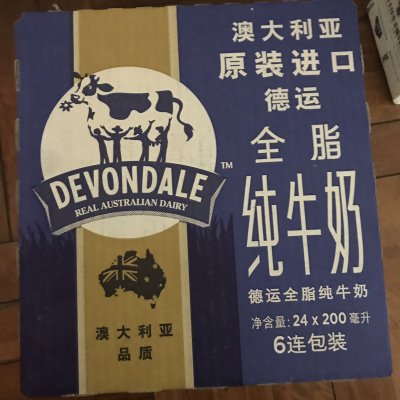 澳大利亚
原装进口
德运
全脂
纯牛奶
德运全脂纯牛奶
净含量: 24 x 200 毫升
6连包装
DEVONDALE
TM
REAL AUSTRALIAN DAIRY
澳大利亚
品质